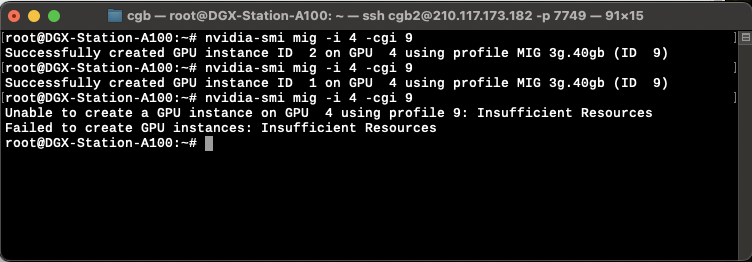 cgb — root@DGX-Station-A100: ~ — ssh cgb2@210.117.173.182 -p 7749 — 91×15
[root@DGX-Station-A100:~# nvidia-smi mig -i 4 -cgi 9 ]
Successfully created GPU instance ID  2 on GPU  4 using profile MIG 3g.40gb (ID  9)
[root@DGX-Station-A100:~# nvidia-smi mig -i 4 -cgi 9 ]
Successfully created GPU instance ID  1 on GPU  4 using profile MIG 3g.40gb (ID  9)
[root@DGX-Station-A100:~# nvidia-smi mig -i 4 -cgi 9 ]
Unable to create a GPU instance on GPU  4 using profile 9: Insufficient Resources
Failed to create GPU instances: Insufficient Resources
root@DGX-Station-A100:~#